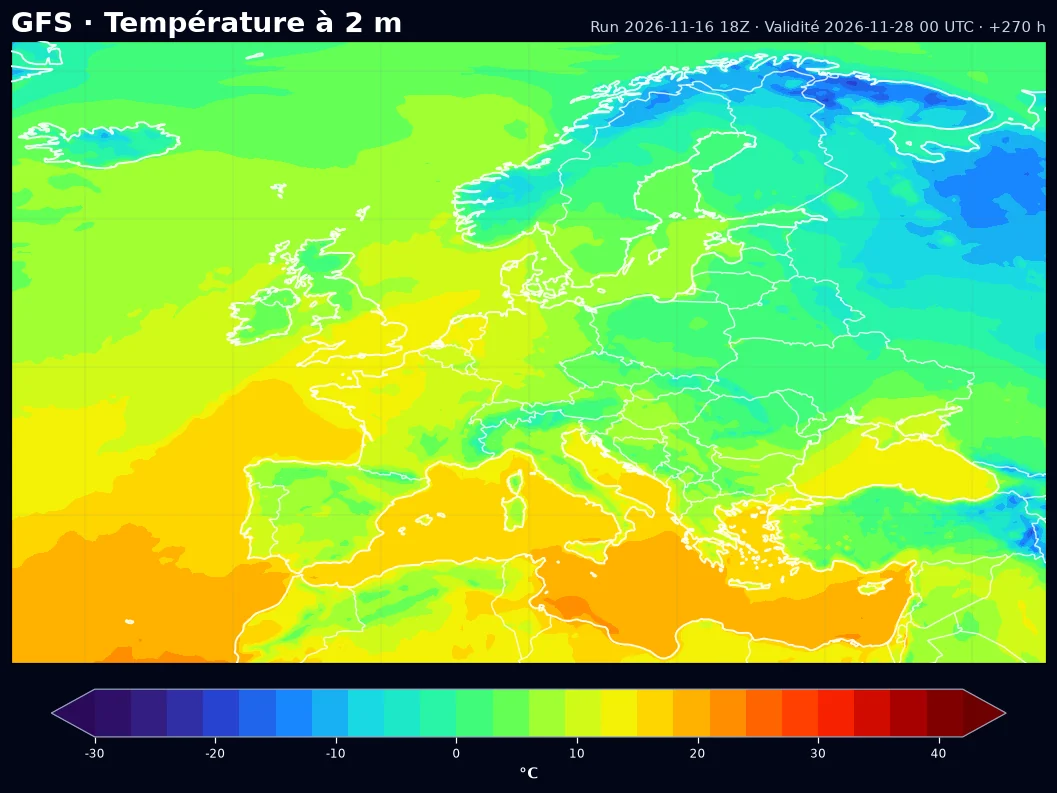 GFS · Température à 2 m
Run 2026-11-16 18Z · Validité 2026-11-28 00 UTC · +270 h
-30 -20 -10 0 10 20 30 40
°C